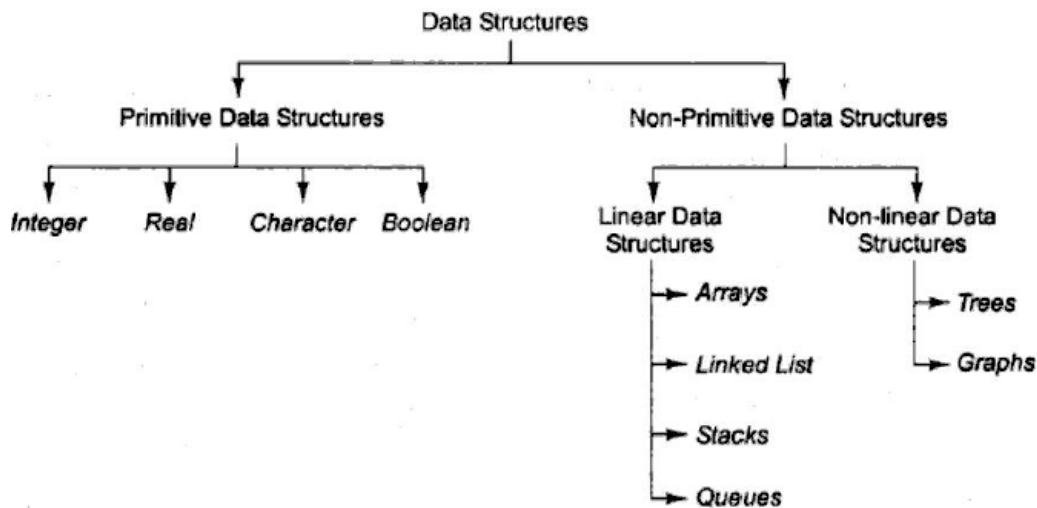 Data Structures
Primitive Data Structures
Non-Primitive Data Structures
Integer
Real
Character
Boolean
Linear Data
Structures
Non-linear Data
Structures
Arrays
Linked List
Stacks
Queues
Trees
Graphs